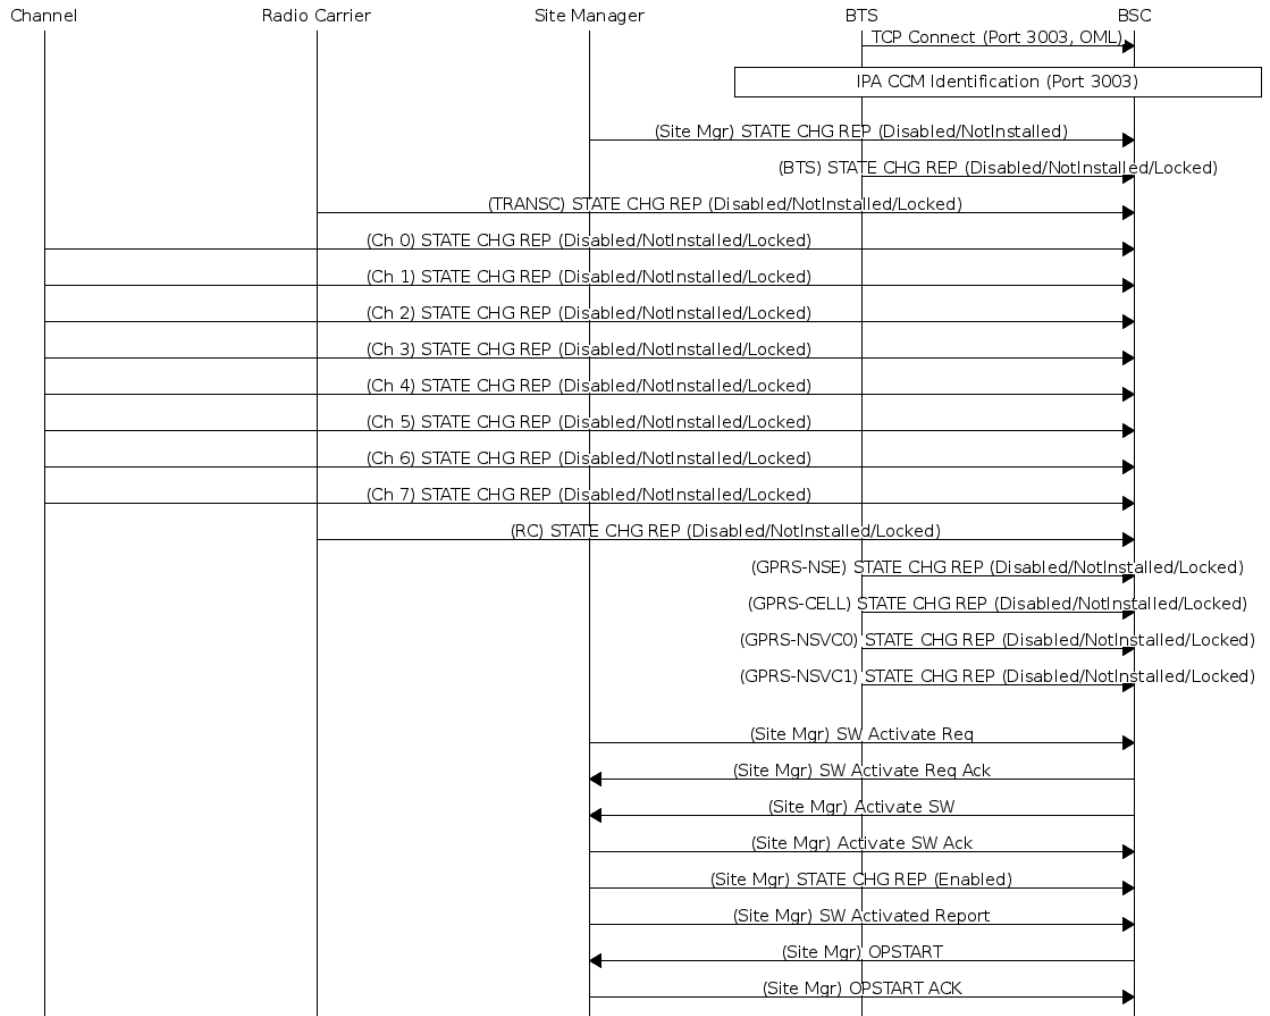 Channel Radio Carrier Site Manager BTS BSC
TCP Connect (Port 3003, OML)
IPA CCM Identification (Port 3003)
(Site Mgr) STATE CHG REP (Disabled/NotInstalled)
(BTS) STATE CHG REP (Disabled/NotInstalled/Locked)
(TRANSC) STATE CHG REP (Disabled/NotInstalled/Locked)
(Ch 0) STATE CHG REP (Disabled/NotInstalled/Locked)
(Ch 1) STATE CHG REP (Disabled/NotInstalled/Locked)
(Ch 2) STATE CHG REP (Disabled/NotInstalled/Locked)
(Ch 3) STATE CHG REP (Disabled/NotInstalled/Locked)
(Ch 4) STATE CHG REP (Disabled/NotInstalled/Locked)
(Ch 5) STATE CHG REP (Disabled/NotInstalled/Locked)
(Ch 6) STATE CHG REP (Disabled/NotInstalled/Locked)
(Ch 7) STATE CHG REP (Disabled/NotInstalled/Locked)
(RC) STATE CHG REP (Disabled/NotInstalled/Locked)
(GPRS-NSE) STATE CHG REP (Disabled/NotInstalled/Locked)
(GPRS-CELL) STATE CHG REP (Disabled/NotInstalled/Locked)
(GPRS-NSVC0) STATE CHG REP (Disabled/NotInstalled/Locked)
(GPRS-NSVC1) STATE CHG REP (Disabled/NotInstalled/Locked)
(Site Mgr) SW Activate Req
(Site Mgr) SW Activate Req Ack
(Site Mgr) Activate SW
(Site Mgr) Activate SW Ack
(Site Mgr) STATE CHG REP (Enabled)
(Site Mgr) SW Activated Report
(Site Mgr) OPSTART
(Site Mgr) OPSTART ACK